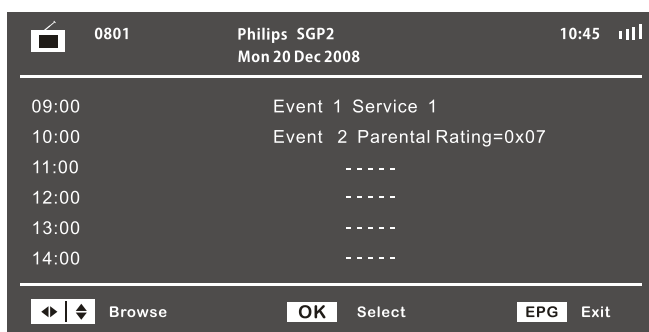 0801 Philips SGP2 10:45
Mon 20 Dec 2008
09:00 Event 1 Service 1
10:00 Event 2 Parental Rating=0x07
11:00 -----
12:00 -----
13:00 -----
14:00 -----
Browse OK Select EPG Exit